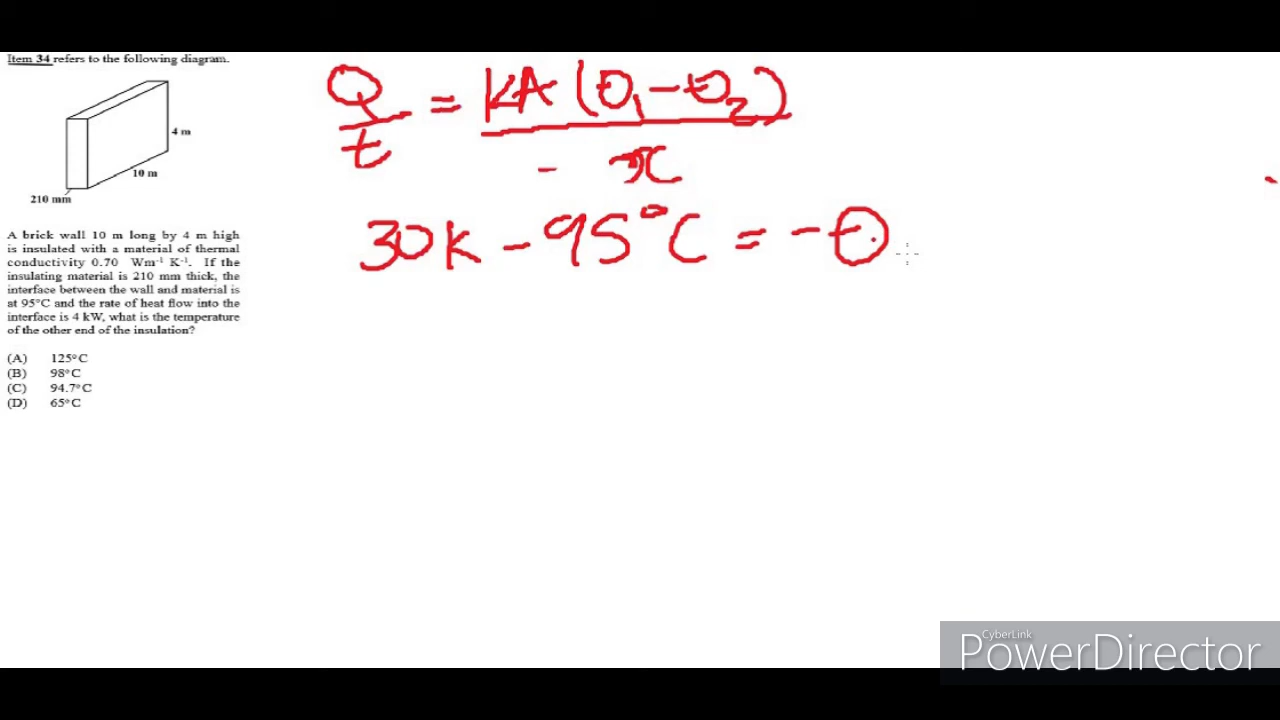 Item 34 refers to the following diagram.
4 m
10 m
210 mm
A brick wall 10 m long by 4 m high
is insulated with a material of thermal
conductivity 0.70 Wm⁻¹ K⁻¹. If the
insulating material is 210 mm thick, the
interface between the wall and material is
at 95°C and the rate of heat flow into the
interface is 4 kW, what is the temperature
of the other end of the insulation?
(A) 125°C
(B) 98°C
(C) 94.7°C
(D) 65°C
Q/t = kA(θ₁-θ₂)/x
30K - 95°C = -θ
CyberLink
PowerDirector